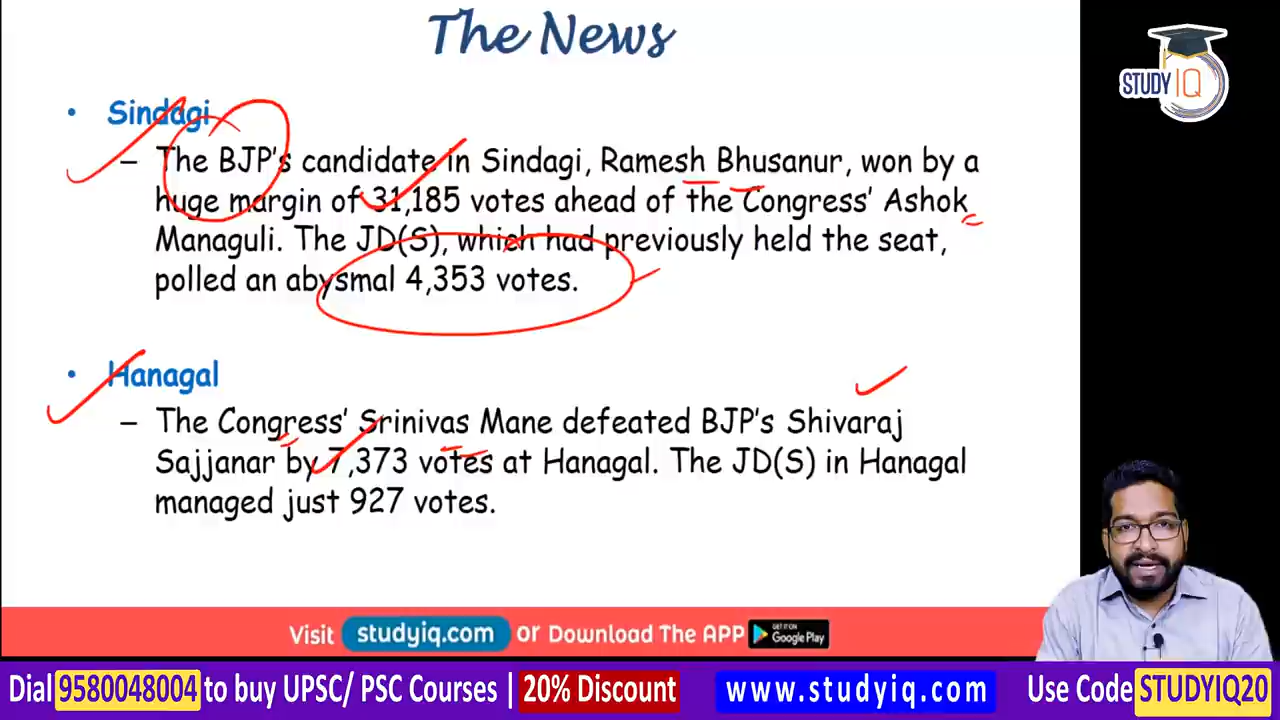 The News
STUDY IQ
• Sindagi
– The BJP's candidate in Sindagi, Ramesh Bhusanur, won by a
huge margin of 31,185 votes ahead of the Congress' Ashok
Managuli. The JD(S), which had previously held the seat,
polled an abysmal 4,353 votes.
• Hanagal
– The Congress' Srinivas Mane defeated BJP's Shivaraj
Sajjanar by 7,373 votes at Hanagal. The JD(S) in Hanagal
managed just 927 votes.
Visit studyiq.com or Download The APP GET IT ON Google Play
Dial 9580048004 to buy UPSC/ PSC Courses | 20% Discount www.studyiq.com Use Code STUDYIQ20